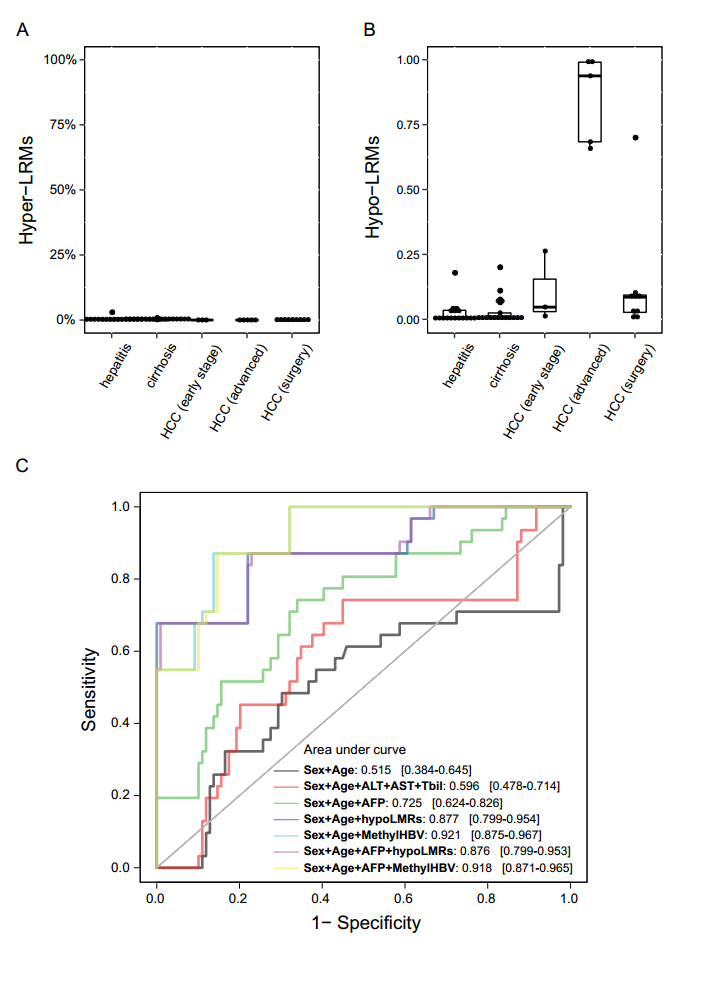 A
Hyper−LRMs
100%
75%
50%
25%
0%
hepatitis
cirrhosis
HCC (early stage)
HCC (advanced)
HCC (surgery)
B
Hypo−LRMs
1.00
0.75
0.50
0.25
0.00
hepatitis
cirrhosis
HCC (early stage)
HCC (advanced)
HCC (surgery)
C
Sensitivity
1.0
0.8
0.6
0.4
0.2
0.0
Area under curve
Sex+Age: 0.515 [0.384-0.645]
Sex+Age+ALT+AST+Tbil: 0.596 [0.478-0.714]
Sex+Age+AFP: 0.725 [0.624-0.826]
Sex+Age+hypoLMRs: 0.877 [0.799-0.954]
Sex+Age+MethylHBV: 0.921 [0.875-0.967]
Sex+Age+AFP+hypoLMRs: 0.876 [0.799-0.953]
Sex+Age+AFP+MethylHBV: 0.918 [0.871-0.965]
0.0 0.2 0.4 0.6 0.8 1.0
1− Specificity